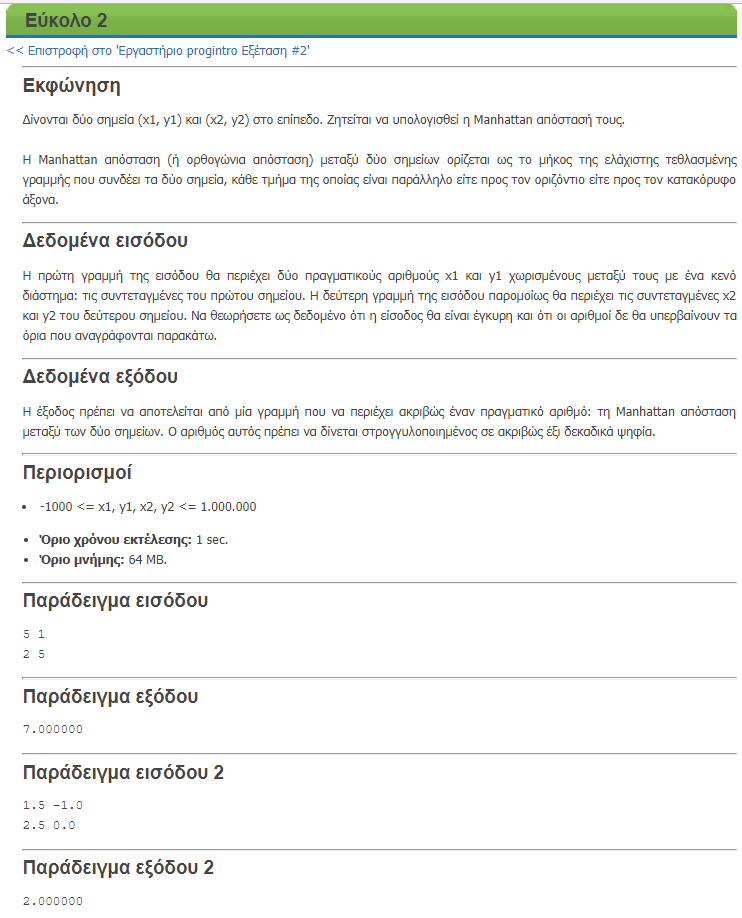 Εύκολο 2
<< Επιστροφή στο 'Εργαστήριο progintro Εξέταση #2'
Εκφώνηση
Δίνονται δύο σημεία (x1, y1) και (x2, y2) στο επίπεδο. Ζητείται να υπολογισθεί η Manhattan απόστασή τους.
Η Manhattan απόσταση (ή ορθογώνια απόσταση) μεταξύ δύο σημείων ορίζεται ως το μήκος της ελάχιστης τεθλασμένης
γραμμής που συνδέει τα δύο σημεία, κάθε τμήμα της οποίας είναι παράλληλο είτε προς τον οριζόντιο είτε προς τον κατακόρυφο
άξονα.
Δεδομένα εισόδου
Η πρώτη γραμμή της εισόδου θα περιέχει δύο πραγματικούς αριθμούς x1 και y1 χωρισμένους μεταξύ τους με ένα κενό
διάστημα: τις συντεταγμένες του πρώτου σημείου. Η δεύτερη γραμμή της εισόδου παρομοίως θα περιέχει τις συντεταγμένες x2
και y2 του δεύτερου σημείου. Να θεωρήσετε ως δεδομένο ότι η είσοδος θα είναι έγκυρη και ότι οι αριθμοί δε θα υπερβαίνουν τα
όρια που αναγράφονται παρακάτω.
Δεδομένα εξόδου
Η έξοδος πρέπει να αποτελείται από μία γραμμή που να περιέχει ακριβώς έναν πραγματικό αριθμό: τη Manhattan απόσταση
μεταξύ των δύο σημείων. Ο αριθμός αυτός πρέπει να δίνεται στρογγυλοποιημένος σε ακριβώς έξι δεκαδικά ψηφία.
Περιορισμοί
• -1000 <= x1, y1, x2, y2 <= 1.000.000
• Όριο χρόνου εκτέλεσης: 1 sec.
• Όριο μνήμης: 64 MB.
Παράδειγμα εισόδου
5 1
2 5
Παράδειγμα εξόδου
7.000000
Παράδειγμα εισόδου 2
1.5 -1.0
2.5 0.0
Παράδειγμα εξόδου 2
2.000000